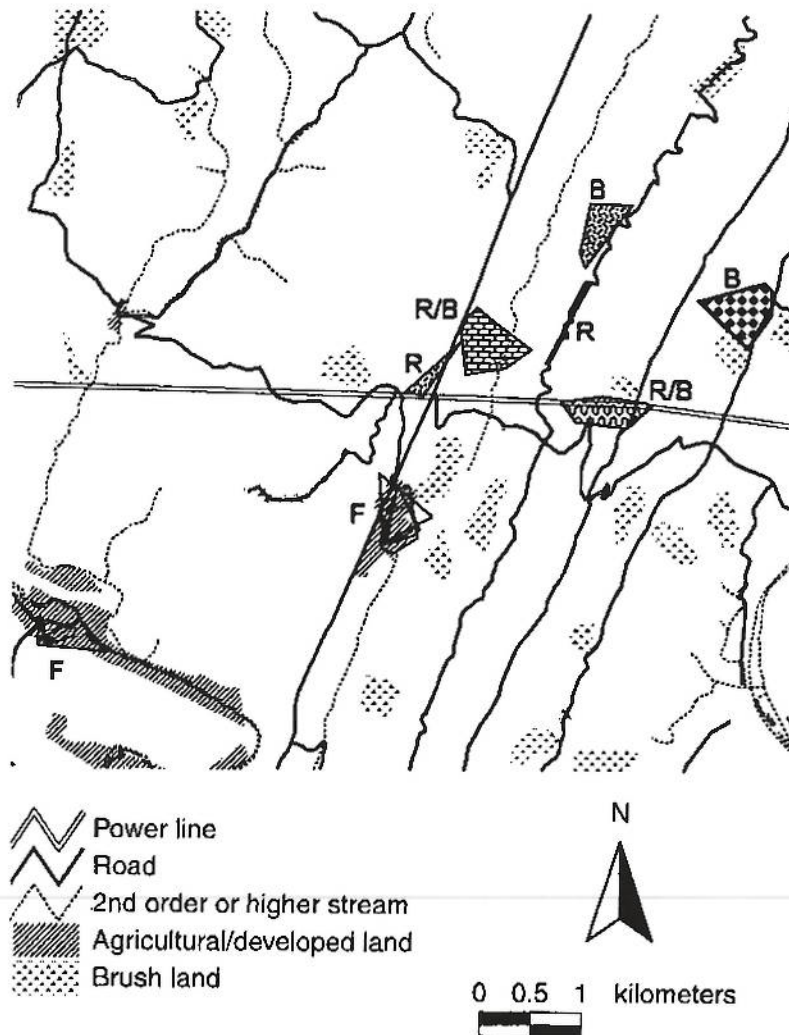 B
B
R/B
R
R
R/B
F
F
Power line
Road
2nd order or higher stream
Agricultural/developed land
Brush land
N
0 0.5 1 kilometers